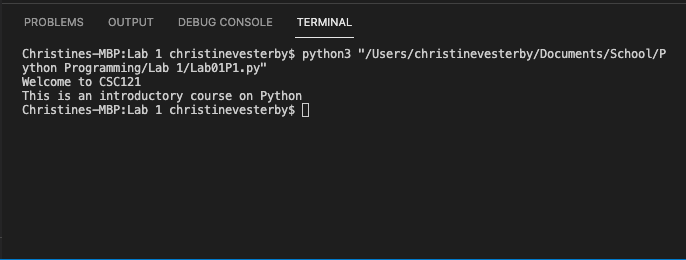 PROBLEMS OUTPUT DEBUG CONSOLE TERMINAL
Christines-MBP:Lab 1 christinevesterby$ python3 "/Users/christinevesterby/Documents/School/P
ython Programming/Lab 1/Lab01P1.py"
Welcome to CSC121
This is an introductory course on Python
Christines-MBP:Lab 1 christinevesterby$